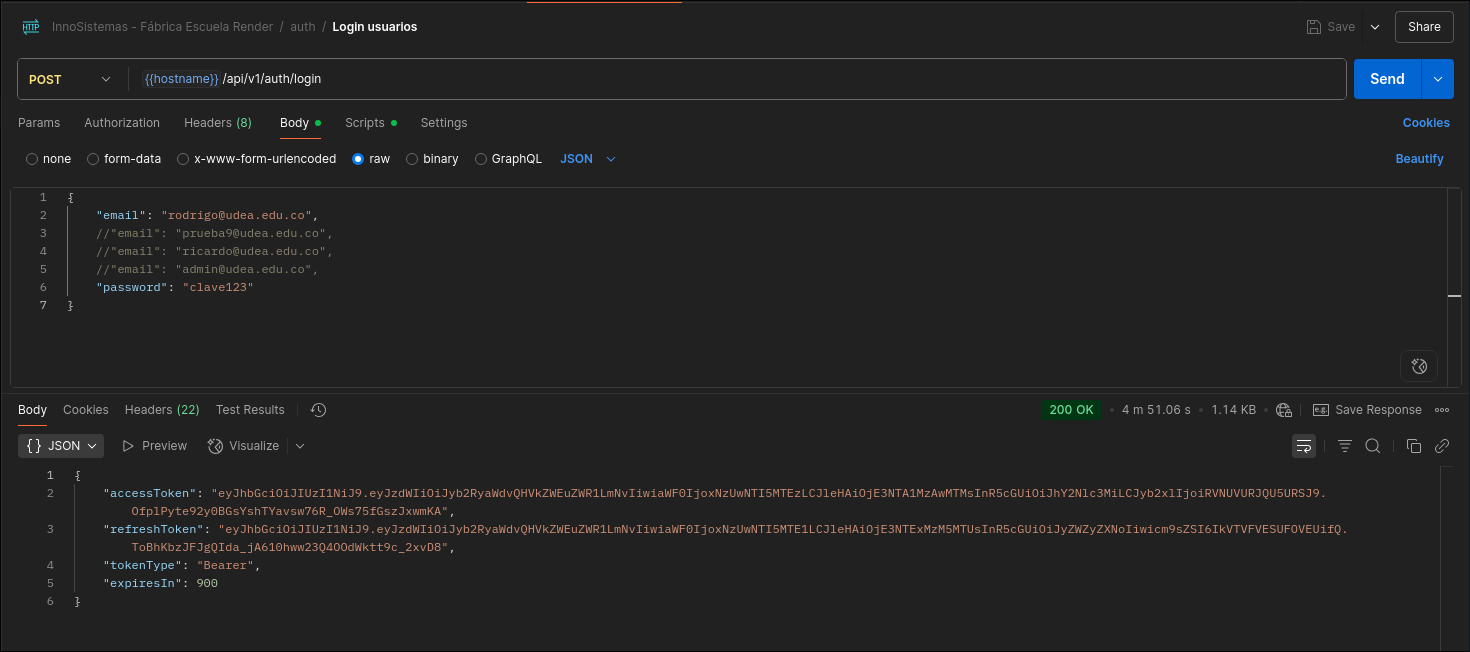 HTTP InnoSistemas - Fábrica Escuela Render / auth / Login usuarios Save Share
POST {{hostname}} /api/v1/auth/login Send
Params Authorization Headers (8) Body Scripts Settings Cookies
none form-data x-www-form-urlencoded raw binary GraphQL JSON Beautify
1 {
2 "email": "rodrigo@udea.edu.co",
3 //"email": "prueba9@udea.edu.co",
4 //"email": "ricardo@udea.edu.co",
5 //"email": "admin@udea.edu.co",
6 "password": "clave123"
7 }
Body Cookies Headers (22) Test Results 200 OK • 4 m 51.06 s • 1.14 KB • e.g. Save Response
{} JSON Preview Visualize
1 {
2 "accessToken": "eyJhbGciOiJIUzI1NiJ9.eyJzdWIiOiJyb2RyaWdvQHVkZWEuZWR1LmNvIiwiaWF0IjoxNzUwNTI5MTEzLCJleHAiOjE3NTA1MzAwMTMsInR5cGUiOiJhY2Nlc3MiLCJyb2xlIjoiRVNUVURJQU5URSJ9.
OfplPyte92y0BGsYshTYavsw76R_OWs75fGszJxwmKA",
3 "refreshToken": "eyJhbGciOiJIUzI1NiJ9.eyJzdWIiOiJyb2RyaWdvQHVkZWEuZWR1LmNvIiwiaWF0IjoxNzUwNTI5MTE1LCJleHAiOjE3NTExMzM5MTUsInR5cGUiOiJyZWZyZXNoIiwicm9sZSI6IkVTVFVESUFOVEUifQ.
ToBhKbzJFJgQIda_jA610hww23Q4OOdWktt9c_2xvD8",
4 "tokenType": "Bearer",
5 "expiresIn": 900
6 }